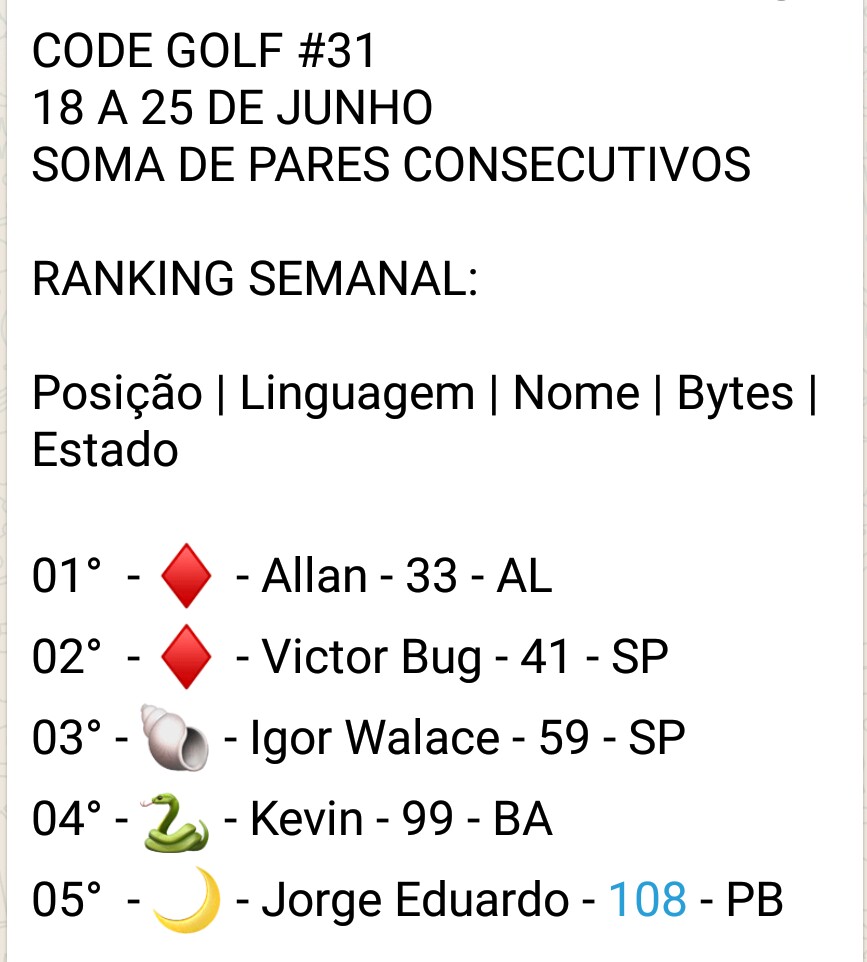 CODE GOLF #31
18 A 25 DE JUNHO
SOMA DE PARES CONSECUTIVOS
RANKING SEMANAL:
Posição | Linguagem | Nome | Bytes |
Estado
01° - ♦️ - Allan - 33 - AL
02° - ♦️ - Victor Bug - 41 - SP
03° - 🐚 - Igor Walace - 59 - SP
04° - 🐍 - Kevin - 99 - BA
05° - 🌙 - Jorge Eduardo - 108 - PB